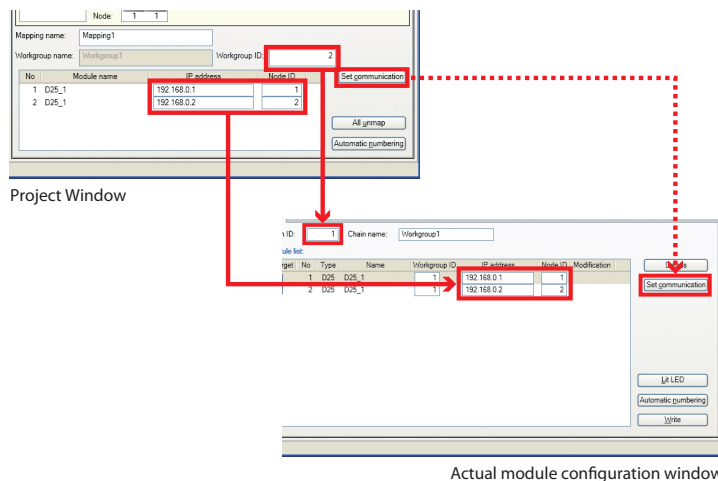 Node: 1 1
Mapping name: Mapping1
Workgroup name: Workgroup1 Workgroup ID: 2
No Module name IP address Node ID Set communication
1 D25_1 192.168.0.1 1
2 D25_1 192.168.0.2 2
All unmap
Automatic numbering
Project Window
ID: 1 Chain name: Workgroup1
list:
No Type Name Workgroup ID IP address Node ID Modification
1 D25 D25_1 1 192.168.0.1 1
Set communication
2 D25 D25_1 1 192.168.0.2 2
Lit LED
Automatic numbering
Write
Actual module configuration window